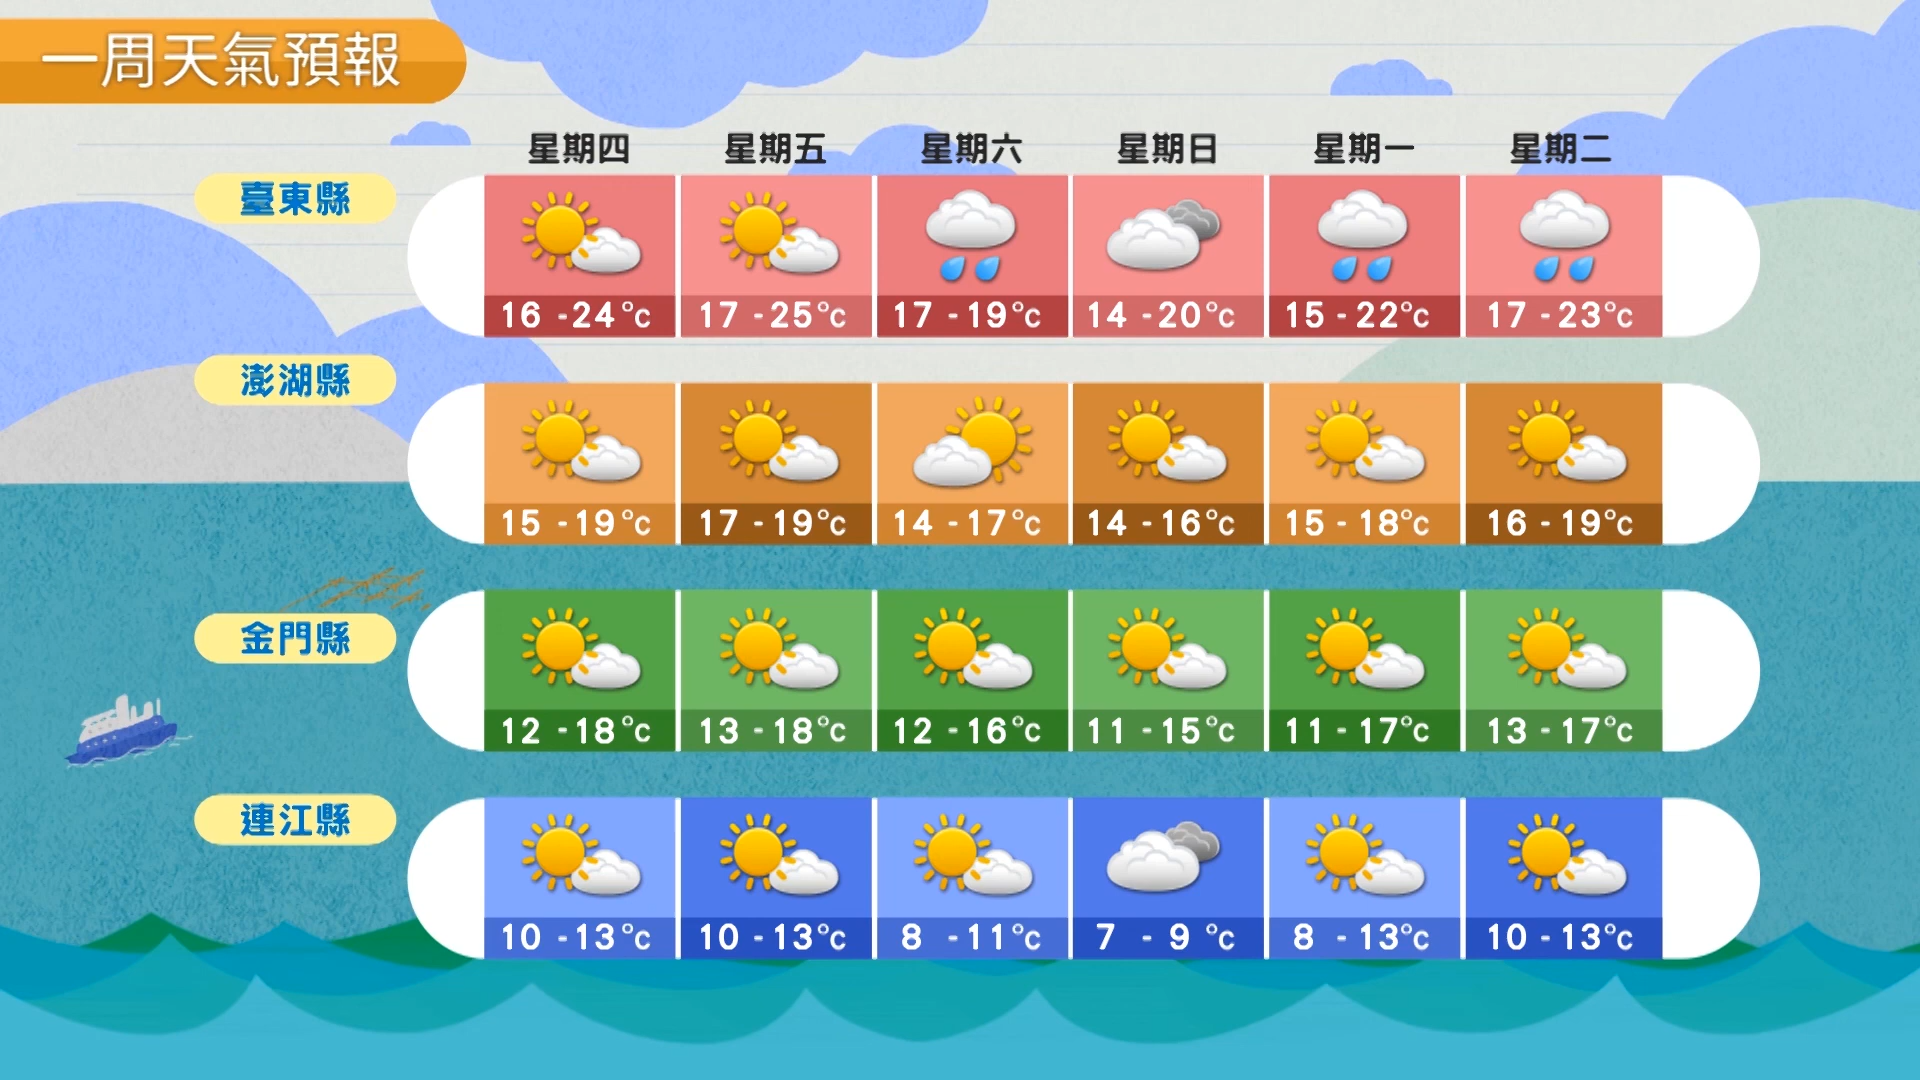 一周天氣預報
星期四 星期五 星期六 星期日 星期一 星期二
臺東縣
16 -24℃ 17 -25℃ 17 -19℃ 14 -20℃ 15 -22℃ 17 -23℃
澎湖縣
15 -19℃ 17 -19℃ 14 -17℃ 14 -16℃ 15 -18℃ 16 -19℃
金門縣
12 -18℃ 13 -18℃ 12 -16℃ 11 -15℃ 11 -17℃ 13 -17℃
連江縣
10 -13℃ 10 -13℃ 8 -11℃ 7 - 9 ℃ 8 -13℃ 10 -13℃